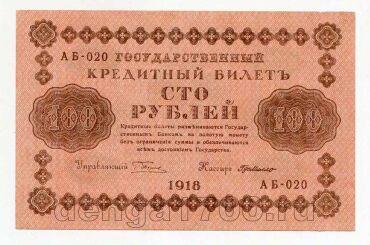 АБ-020 ГОСУДАРСТВЕННЫЙ
КРЕДИТНЫЙ БИЛЕТЪ
СТО
РУБЛЕЙ
100 100
Кредитные билеты размѣниваются Государ-
ственнымъ Банкомъ на золотую монету
безъ ограниченія суммы и обезпечиваются
всѣмъ достояніемъ Государства.
Управляющій Кассиръ
1918 АБ-020
denga1700.ru